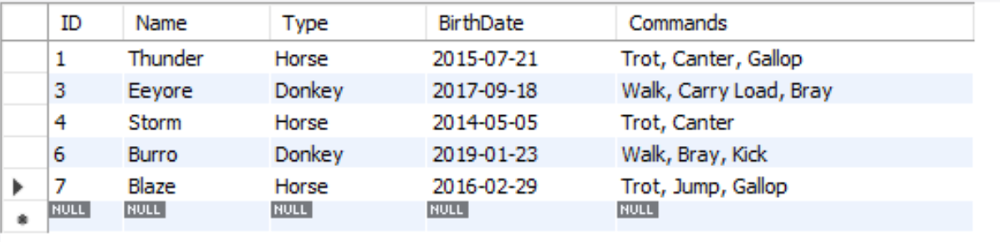 ID Name Type BirthDate Commands
1 Thunder Horse 2015-07-21 Trot, Canter, Gallop
3 Eeyore Donkey 2017-09-18 Walk, Carry Load, Bray
4 Storm Horse 2014-05-05 Trot, Canter
6 Burro Donkey 2019-01-23 Walk, Bray, Kick
7 Blaze Horse 2016-02-29 Trot, Jump, Gallop
NULL NULL NULL NULL NULL